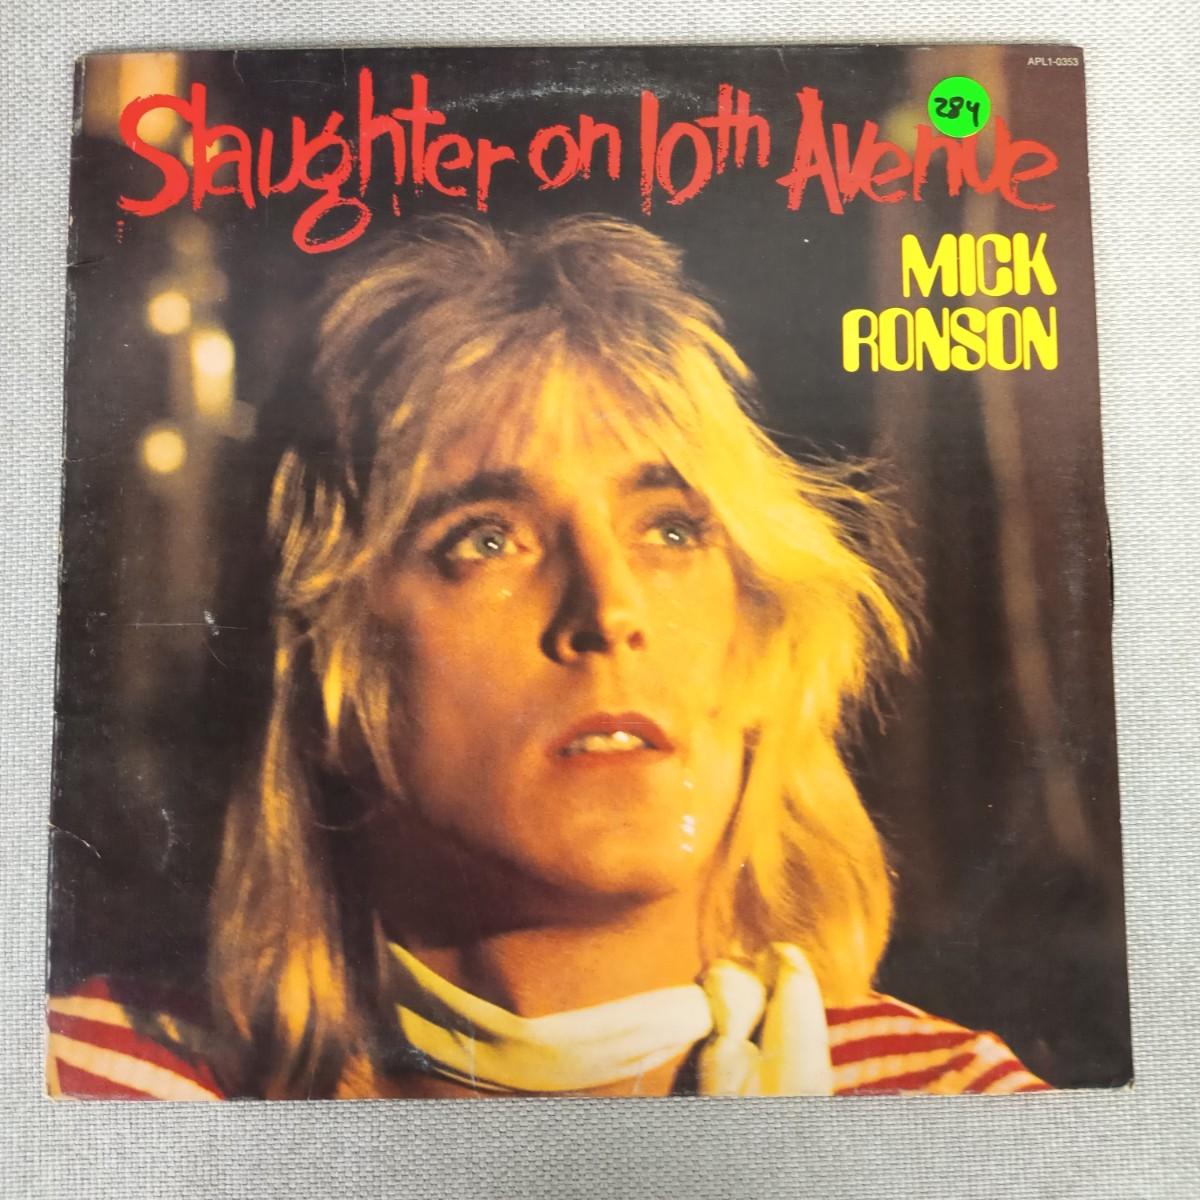 APL1-0353
Slaughter on 10th Avenue
284
MICK
RONSON